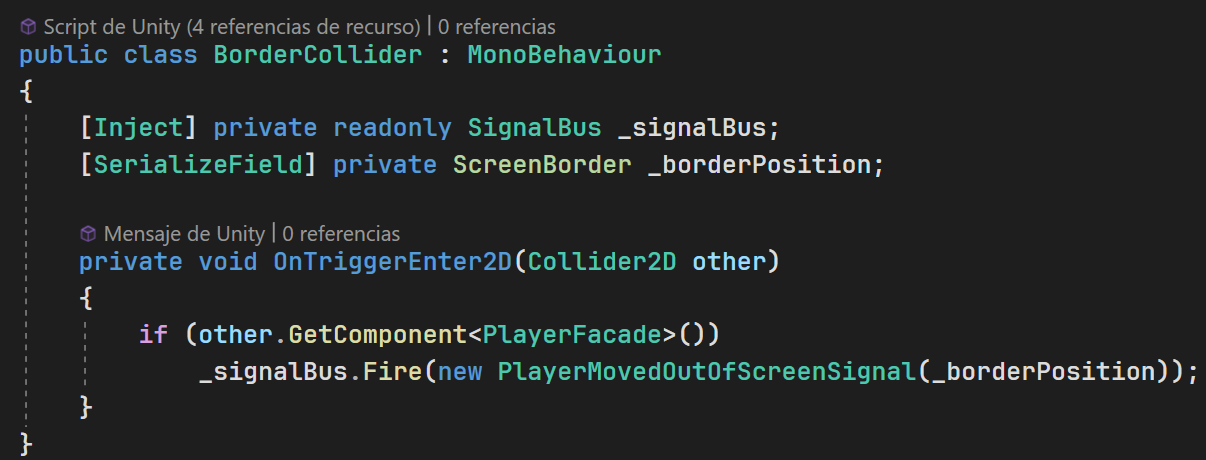 Script de Unity (4 referencias de recurso) | 0 referencias
public class BorderCollider : MonoBehaviour
{
    [Inject] private readonly SignalBus _signalBus;
    [SerializeField] private ScreenBorder _borderPosition;
    Mensaje de Unity | 0 referencias
    private void OnTriggerEnter2D(Collider2D other)
    {
        if (other.GetComponent<PlayerFacade>())
            _signalBus.Fire(new PlayerMovedOutOfScreenSignal(_borderPosition));
    }
}